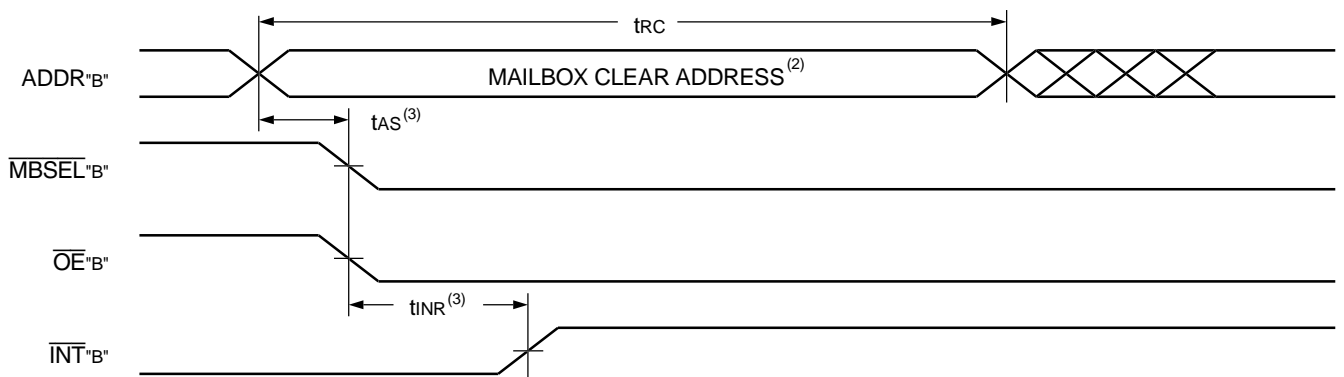 tRC
ADDR"B"
MAILBOX CLEAR ADDRESS(2)
tAS(3)
MBSEL"B"
OE"B"
tINR(3)
INT"B"